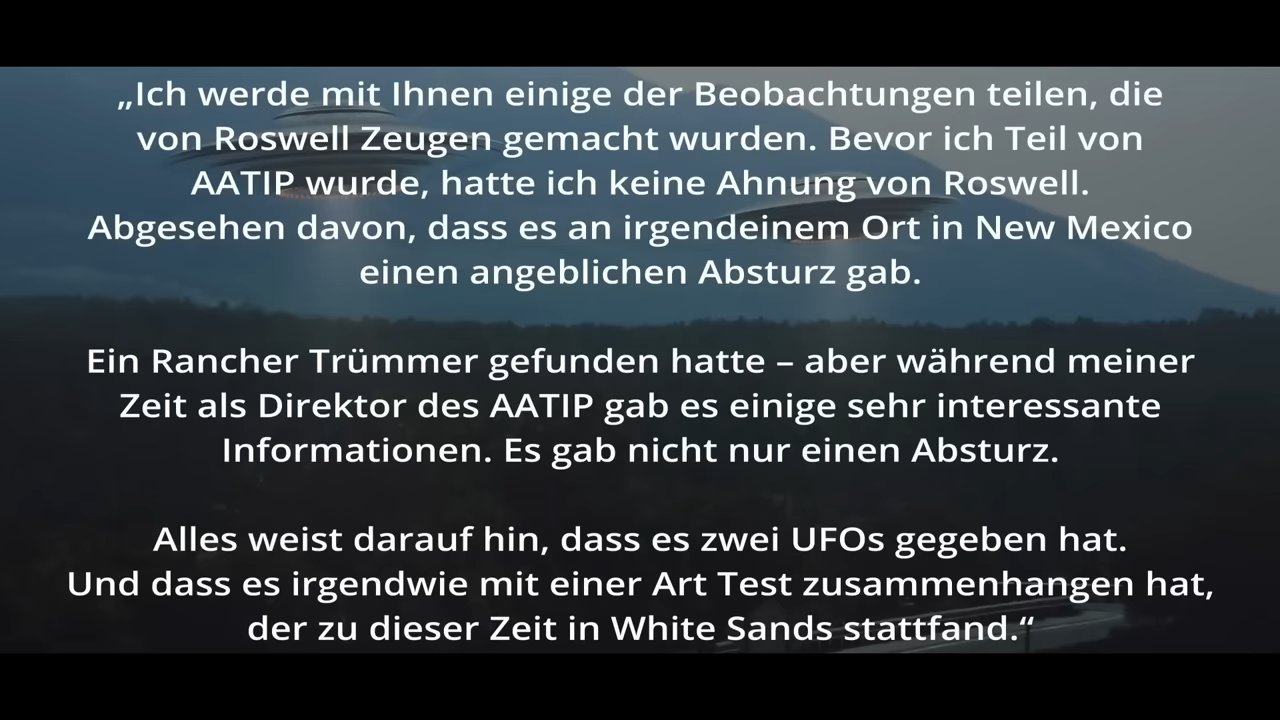 „Ich werde mit Ihnen einige der Beobachtungen teilen, die
von Roswell Zeugen gemacht wurden. Bevor ich Teil von
AATIP wurde, hatte ich keine Ahnung von Roswell.
Abgesehen davon, dass es an irgendeinem Ort in New Mexico
einen angeblichen Absturz gab.
Ein Rancher Trümmer gefunden hatte – aber während meiner
Zeit als Direktor des AATIP gab es einige sehr interessante
Informationen. Es gab nicht nur einen Absturz.
Alles weist darauf hin, dass es zwei UFOs gegeben hat.
Und dass es irgendwie mit einer Art Test zusammenhangen hat,
der zu dieser Zeit in White Sands stattfand.“